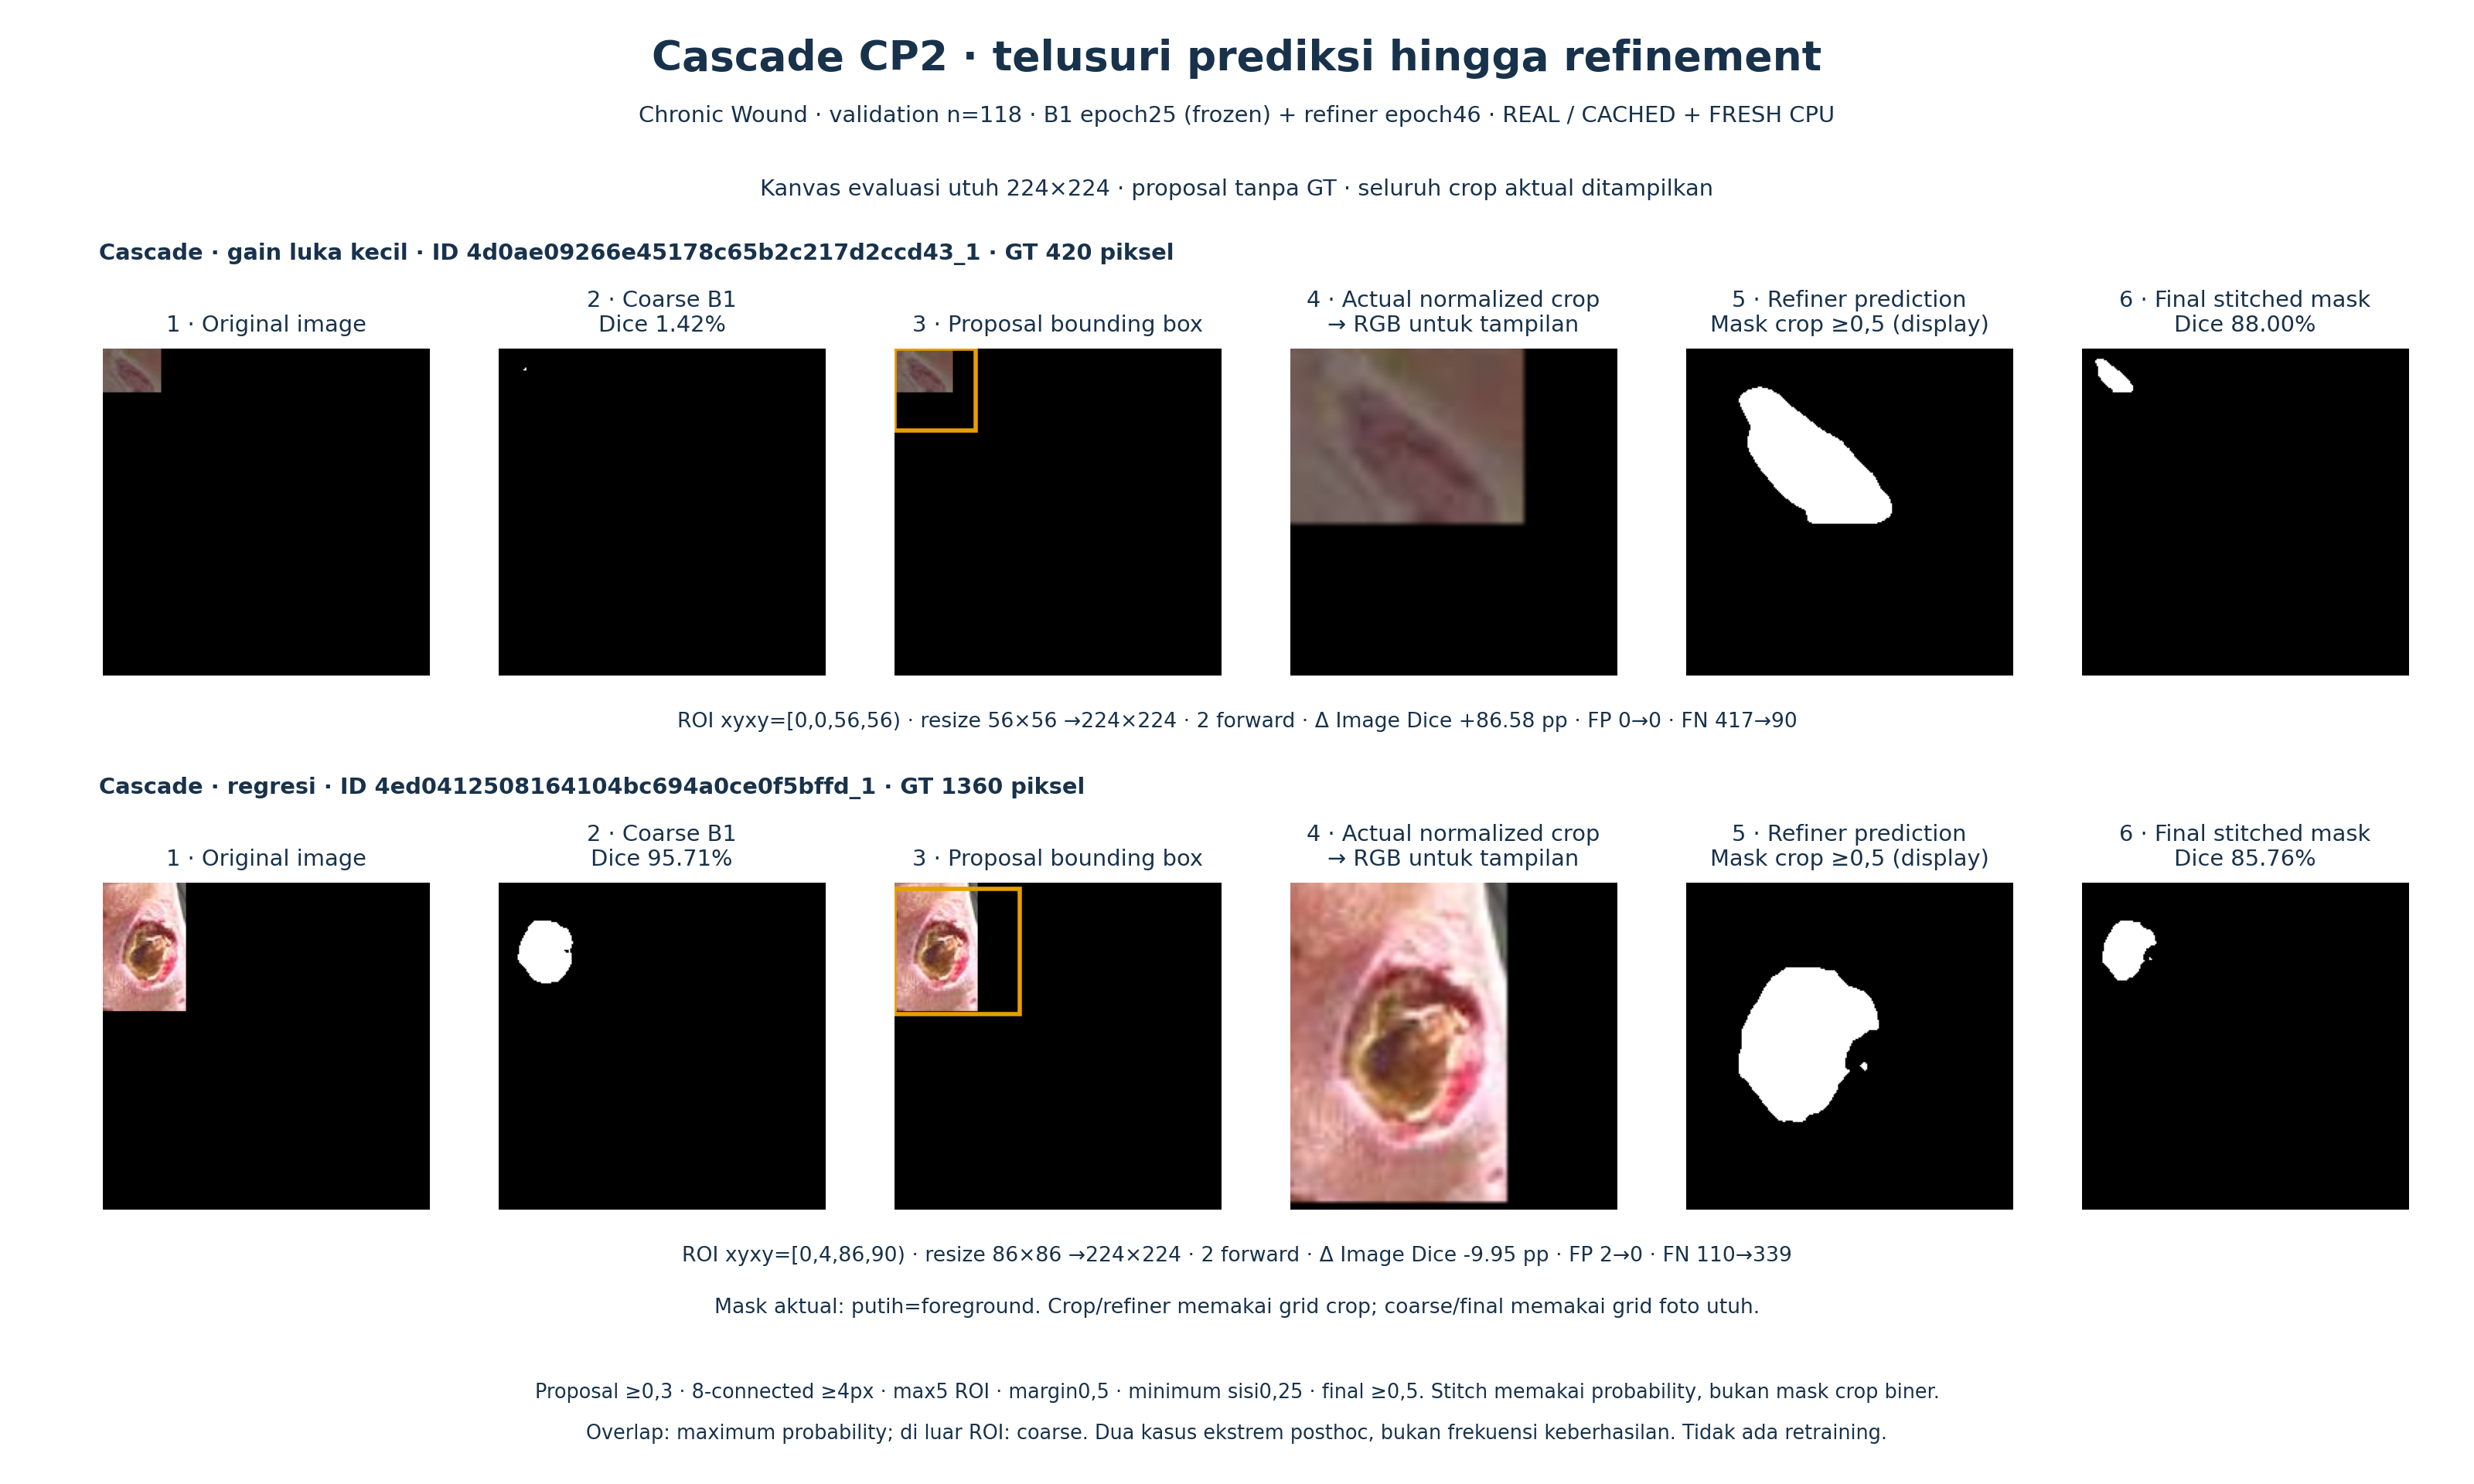 Cascade CP2 · telusuri prediksi hingga refinement
Chronic Wound · validation n=118 · B1 epoch25 (frozen) + refiner epoch46 · REAL / CACHED + FRESH CPU
Kanvas evaluasi utuh 224×224 · proposal tanpa GT · seluruh crop aktual ditampilkan
Cascade · gain luka kecil · ID 4d0ae09266e45178c65b2c217d2ccd43_1 · GT 420 piksel
1 · Original image
2 · Coarse B1
Dice 1.42%
3 · Proposal bounding box
4 · Actual normalized crop
→ RGB untuk tampilan
5 · Refiner prediction
Mask crop ≥0,5 (display)
6 · Final stitched mask
Dice 88.00%
ROI xyxy=[0,0,56,56) · resize 56×56 →224×224 · 2 forward · Δ Image Dice +86.58 pp · FP 0→0 · FN 417→90
Cascade · regresi · ID 4ed0412508164104bc694a0ce0f5bffd_1 · GT 1360 piksel
1 · Original image
2 · Coarse B1
Dice 95.71%
3 · Proposal bounding box
4 · Actual normalized crop
→ RGB untuk tampilan
5 · Refiner prediction
Mask crop ≥0,5 (display)
6 · Final stitched mask
Dice 85.76%
ROI xyxy=[0,4,86,90) · resize 86×86 →224×224 · 2 forward · Δ Image Dice -9.95 pp · FP 2→0 · FN 110→339
Mask aktual: putih=foreground. Crop/refiner memakai grid crop; coarse/final memakai grid foto utuh.
Proposal ≥0,3 · 8-connected ≥4px · max5 ROI · margin0,5 · minimum sisi0,25 · final ≥0,5. Stitch memakai probability, bukan mask crop biner.
Overlap: maximum probability; di luar ROI: coarse. Dua kasus ekstrem posthoc, bukan frekuensi keberhasilan. Tidak ada retraining.